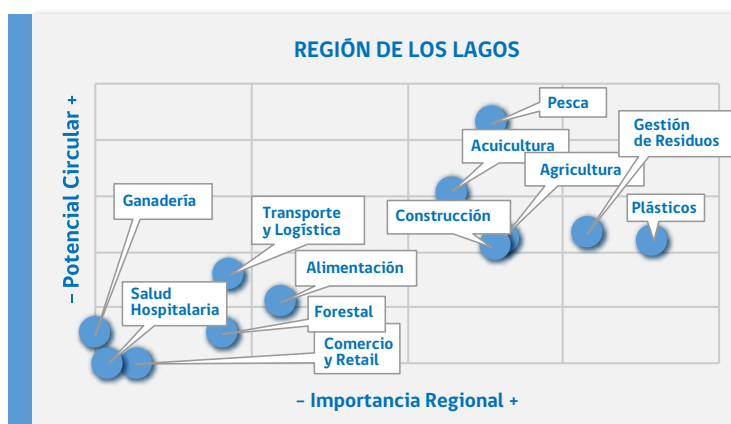 REGIÓN DE LOS LAGOS
– Potencial Circular +
Pesca
Gestión
de Residuos
Acuicultura
Agricultura
Ganadería
Transporte
y Logística
Construcción
Plásticos
Alimentación
Salud
Hospitalaria
Forestal
Comercio
y Retail
– Importancia Regional +